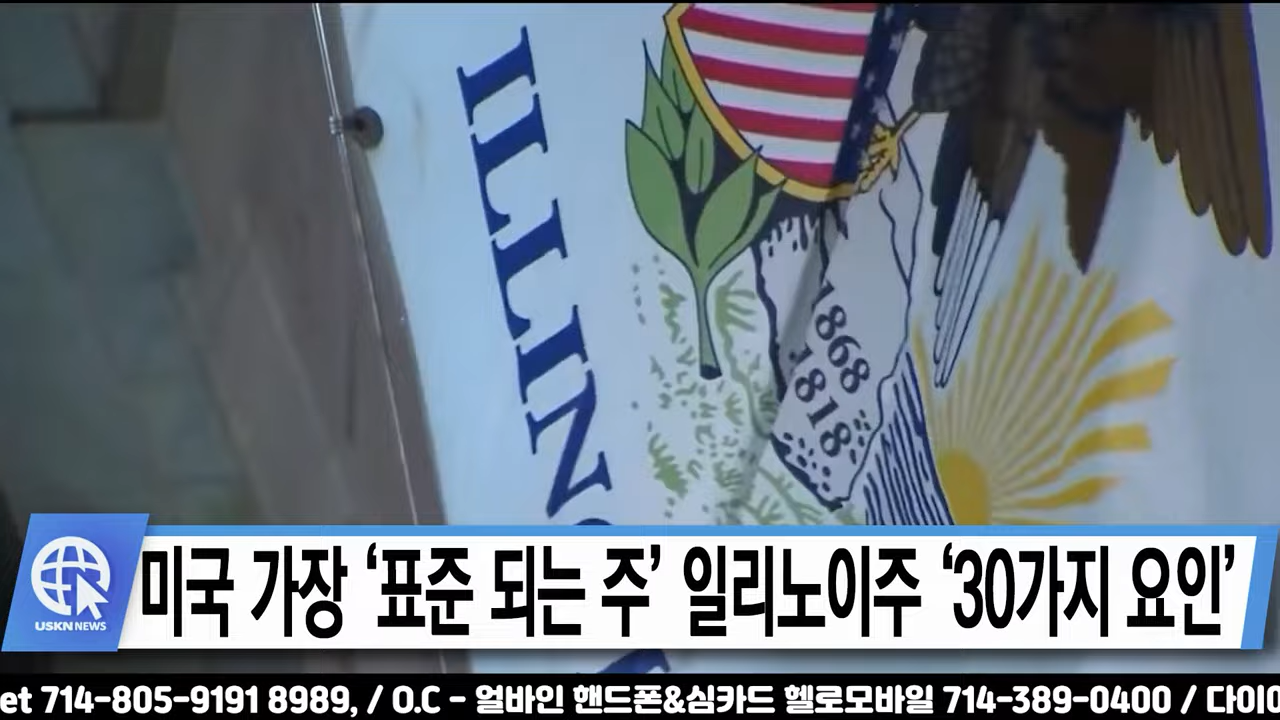 ILLIN
1868
1818
미국 가장 ‘표준 되는 주’ 일리노이주 ‘30가지 요인’
USKN NEWS
et 714-805-9191 8989, / O.C - 얼바인 핸드폰&심카드 헬로모바일 714-389-0400 / 다이